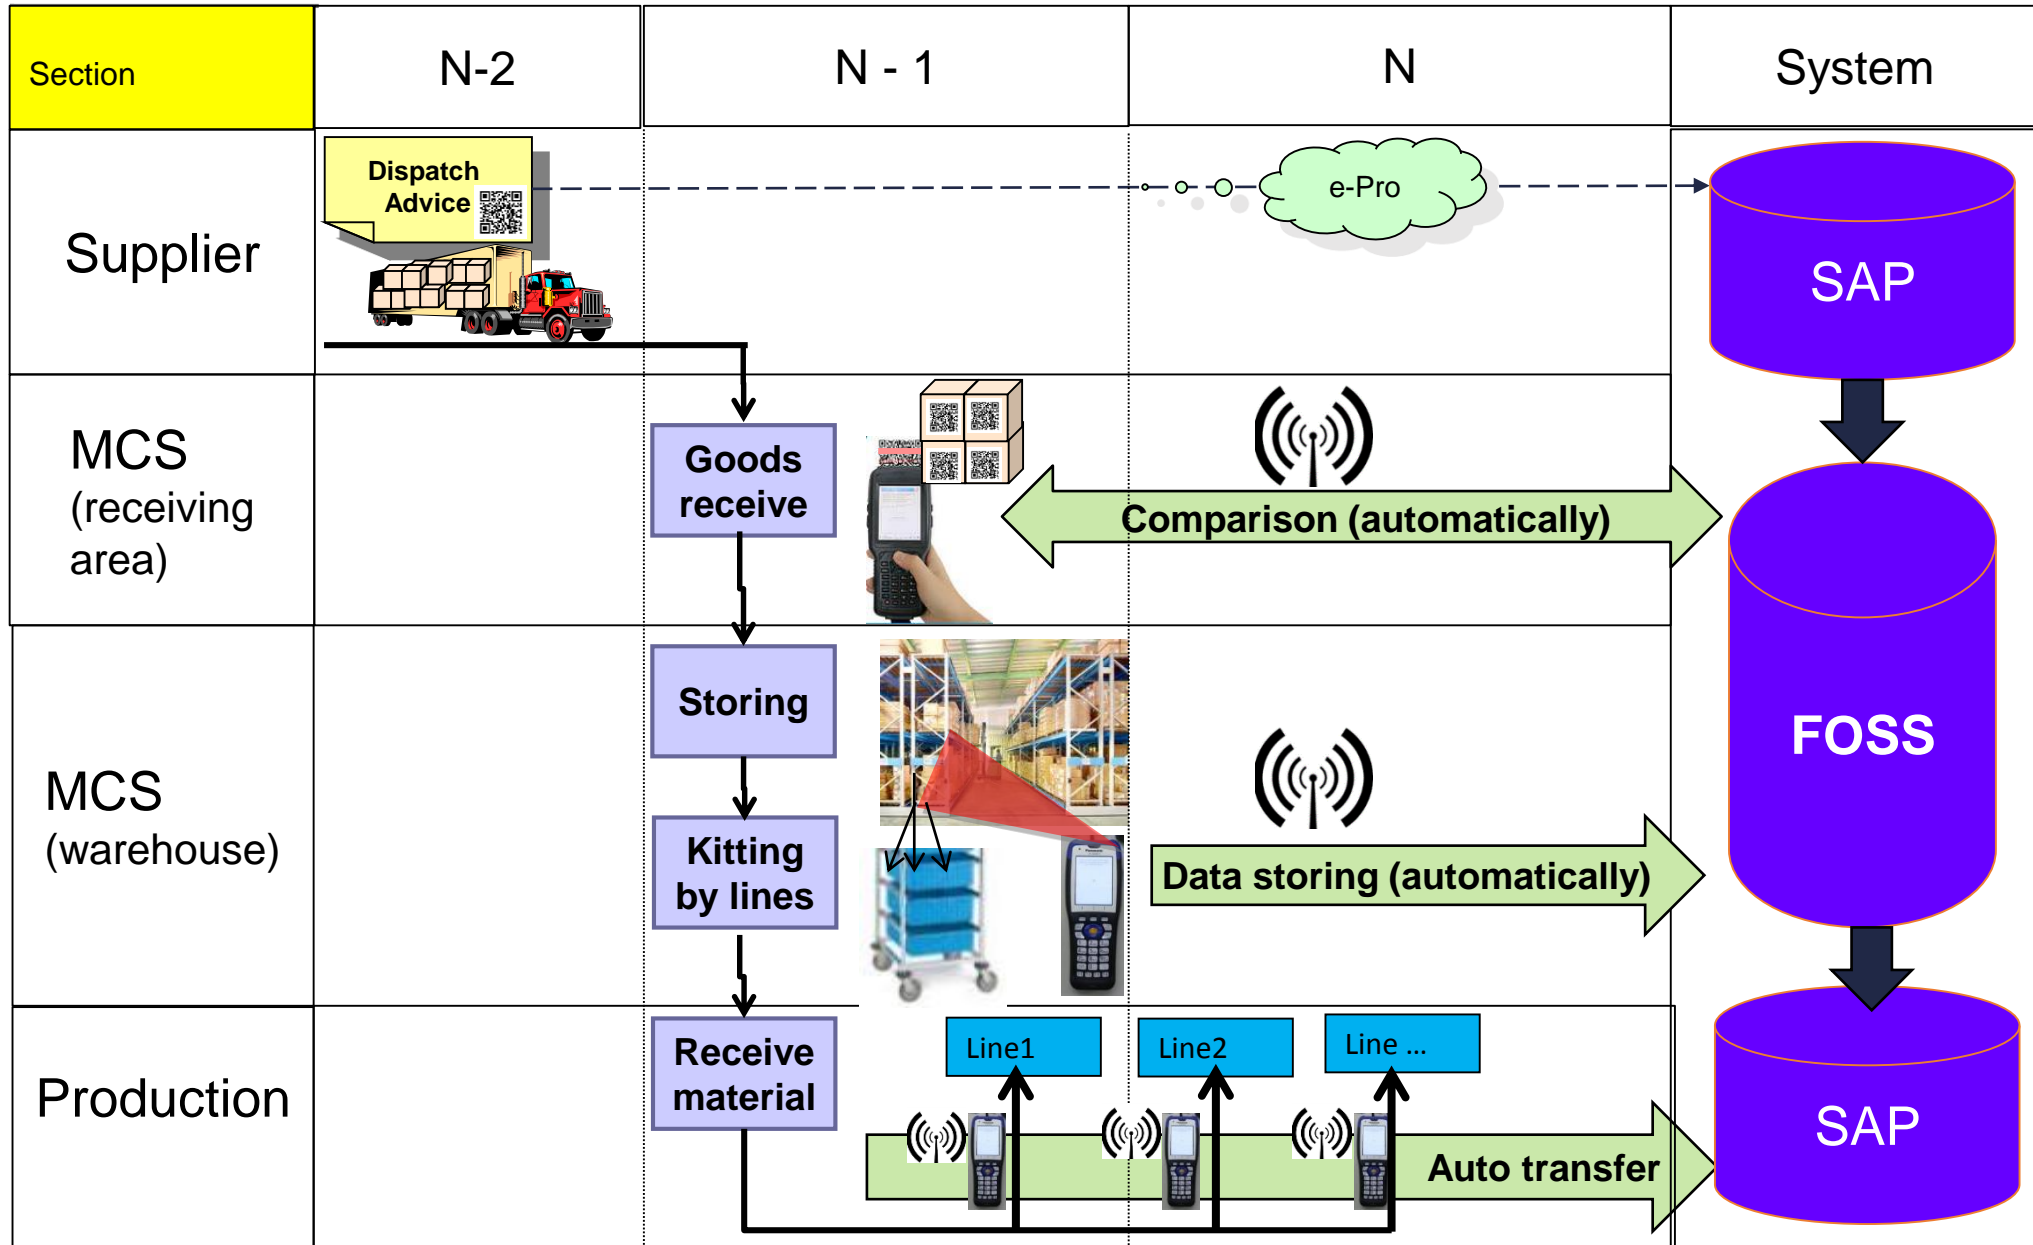 Section
N-2
N - 1
N
System
Supplier
Dispatch
Advice
e-Pro
SAP
MCS
(receiving
area)
Goods
receive
Comparison (automatically)
FOSS
MCS
(warehouse)
Storing
Kitting
by lines
Data storing (automatically)
Production
Receive
material
Line1
Line2
Line ...
Auto transfer
SAP